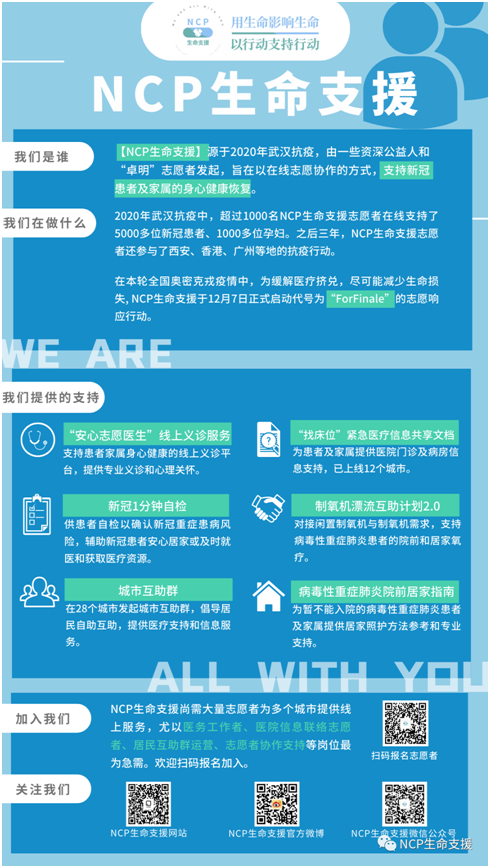 NCP
生命支援
用生命影响生命
以行动支持行动
NCP生命支援
我们是谁
【NCP生命支援】源于2020年武汉抗疫，由一些资深公益人和
“卓明”志愿者发起，旨在以在线志愿协作的方式，支持新冠
患者及家属的身心健康恢复。
我们在做什么
2020年武汉抗疫中，超过1000名NCP生命支援志愿者在线支持了
5000多位新冠患者、1000多位孕妇。之后三年，NCP生命支援志愿
者还参与了西安、香港、广州等地的抗疫行动。
在本轮全国奥密克戎疫情中，为缓解医疗挤兑，尽可能减少生命损
失, NCP生命支援于12月7日正式启动代号为“ForFinale”的志愿响
应行动。
WE ARE
我们提供的支持
“安心志愿医生”线上义诊服务
支持患者家属身心健康的线上义诊平
台，提供专业义诊和心理关怀。
“找床位”紧急医疗信息共享文档
为患者及家属提供医院门诊及病房信
息支持，已上线12个城市。
新冠1分钟自检
供患者自检以确认新冠重症患病风
险，辅助新冠患者安心居家或及时就
医和获取医疗资源。
制氧机漂流互助计划2.0
对接闲置制氧机与制氧机需求，支持
病毒性重症肺炎患者的院前和居家氧
疗。
城市互助群
在28个城市发起城市互助群，倡导居
民自助互助，提供医疗支持和信息服
务。
病毒性重症肺炎院前居家指南
为暂不能入院的病毒性重症肺炎患者
及家属提供居家照护方法参考和专业
支持。
ALL WITH YOU
加入我们
NCP生命支援尚需大量志愿者为多个城市提供线
上服务，尤以医务工作者、医院信息联络志愿
者、居民互助群运营、志愿者协作支持等岗位最
为急需。欢迎扫码报名加入。
扫码报名志愿者
关注我们
NCP生命支援网站
NCP生命支援官方微博
NCP生命支援微信公众号
NCP生命支援